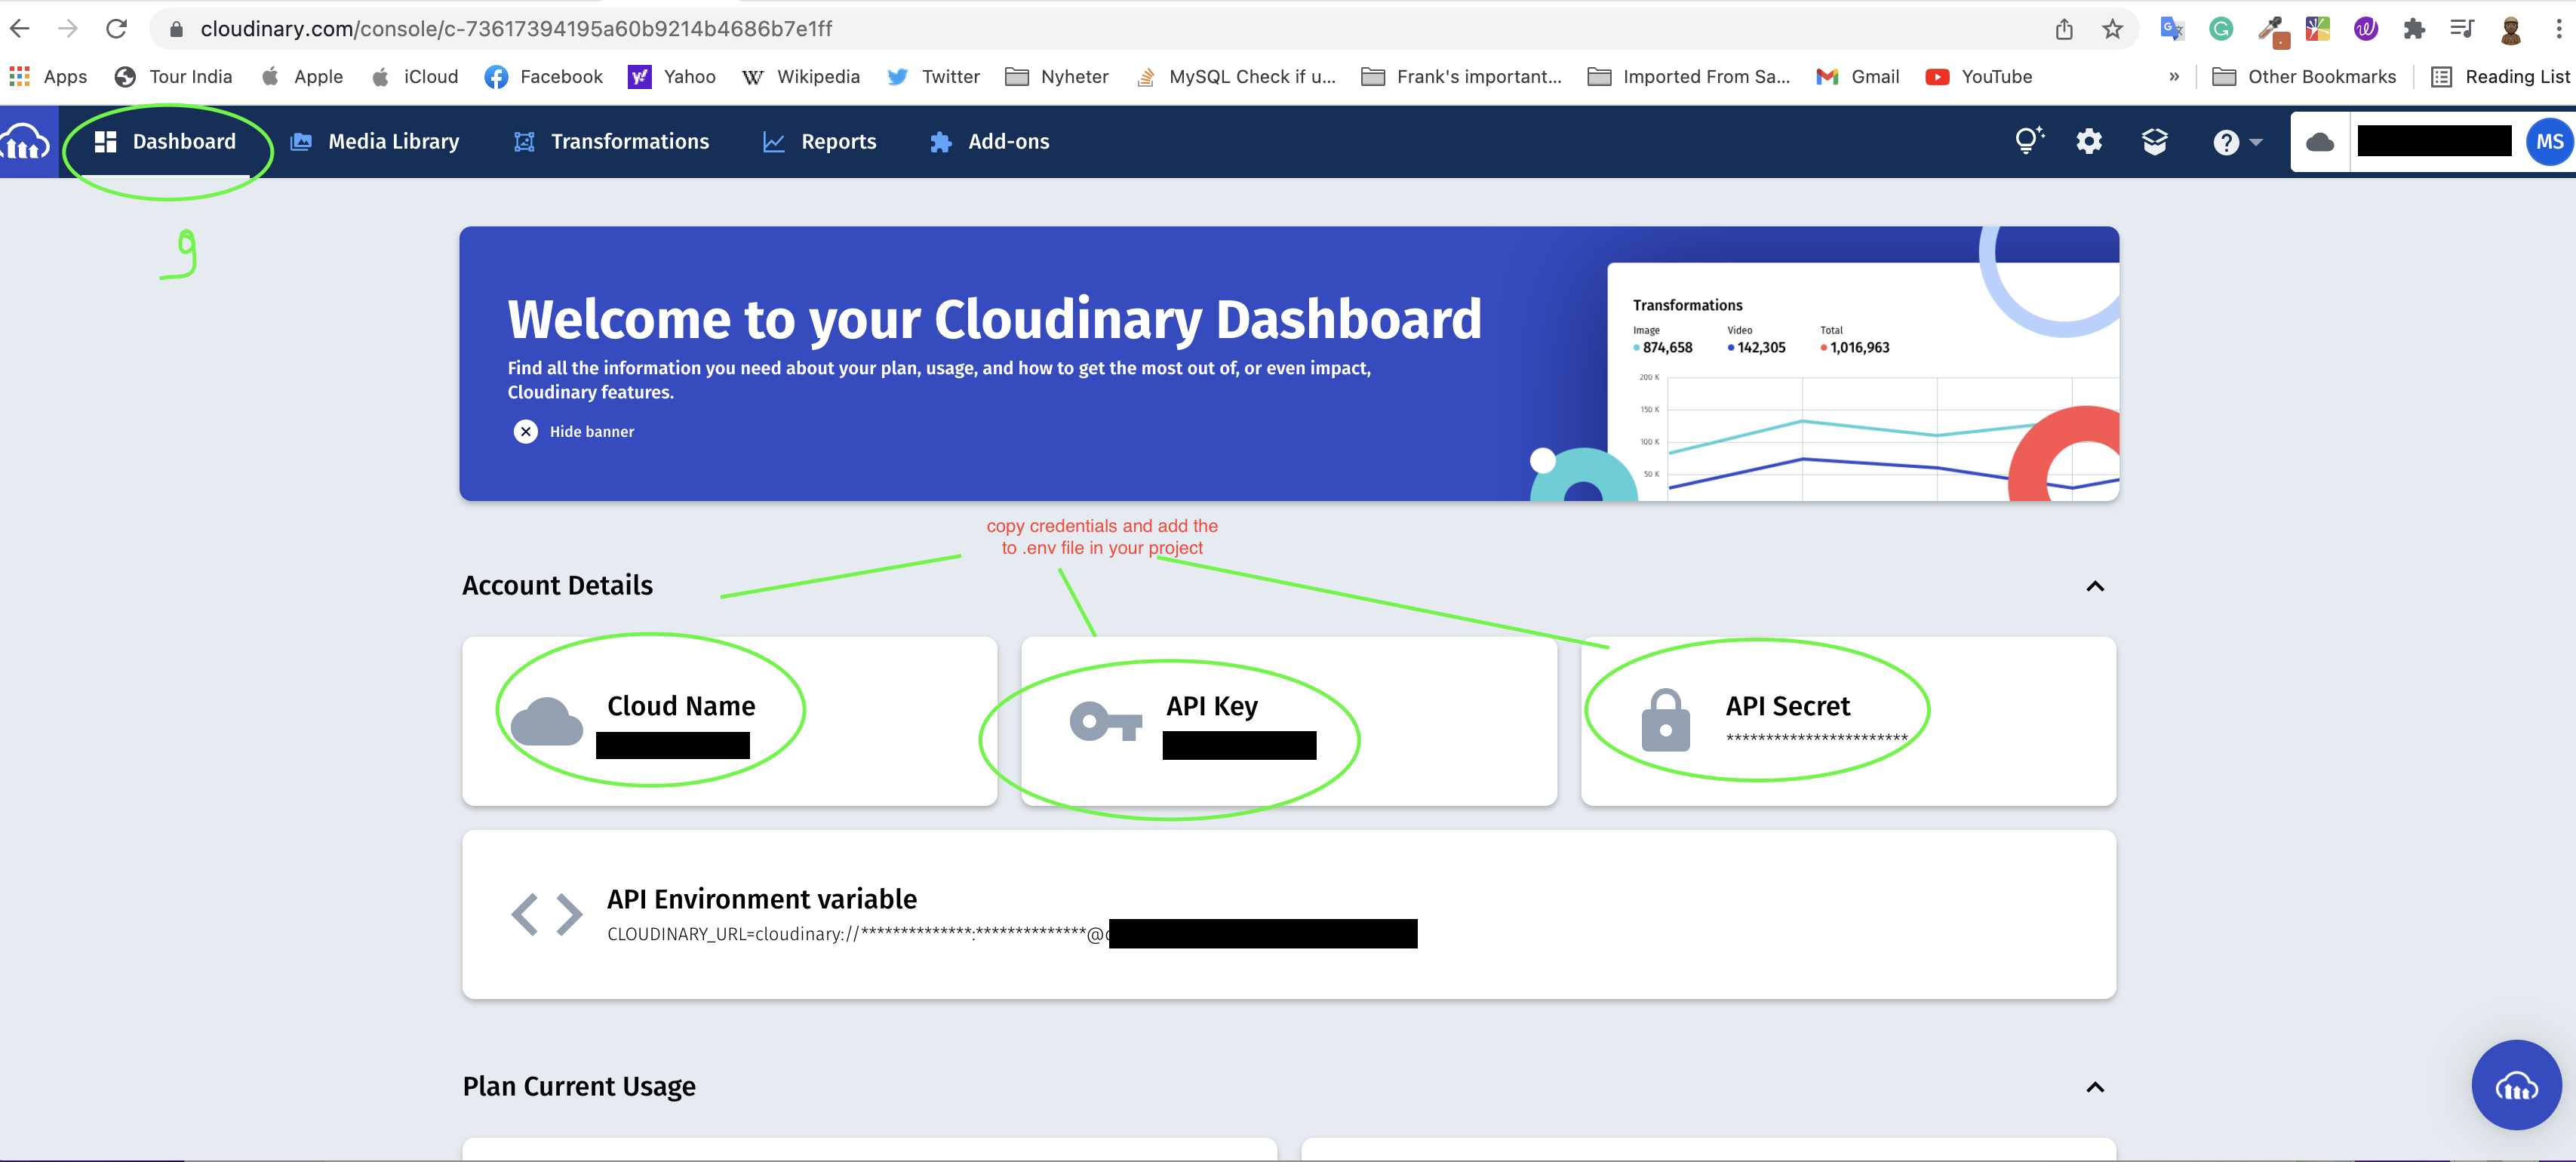 cloudinary.com/console/c-73617394195a60b9214b4686b7e1ff
Apps Tour India Apple iCloud Facebook Yahoo Wikipedia Twitter Nyheter MySQL Check if u... Frank's important... Imported From Sa... Gmail YouTube » Other Bookmarks Reading List
Dashboard Media Library Transformations Reports Add-ons MS
9
Welcome to your Cloudinary Dashboard
Find all the information you need about your plan, usage, and how to get the most out of, or even impact,
Cloudinary features.
Hide banner
Transformations
Image Video Total
874,658 142,305 1,016,963
200 K
150 K
100 K
50 K
copy credentials and add the
to .env file in your project
Account Details
Cloud Name
API Key
API Secret
***********************
API Environment variable
CLOUDINARY_URL=cloudinary://**************:**************@
Plan Current Usage